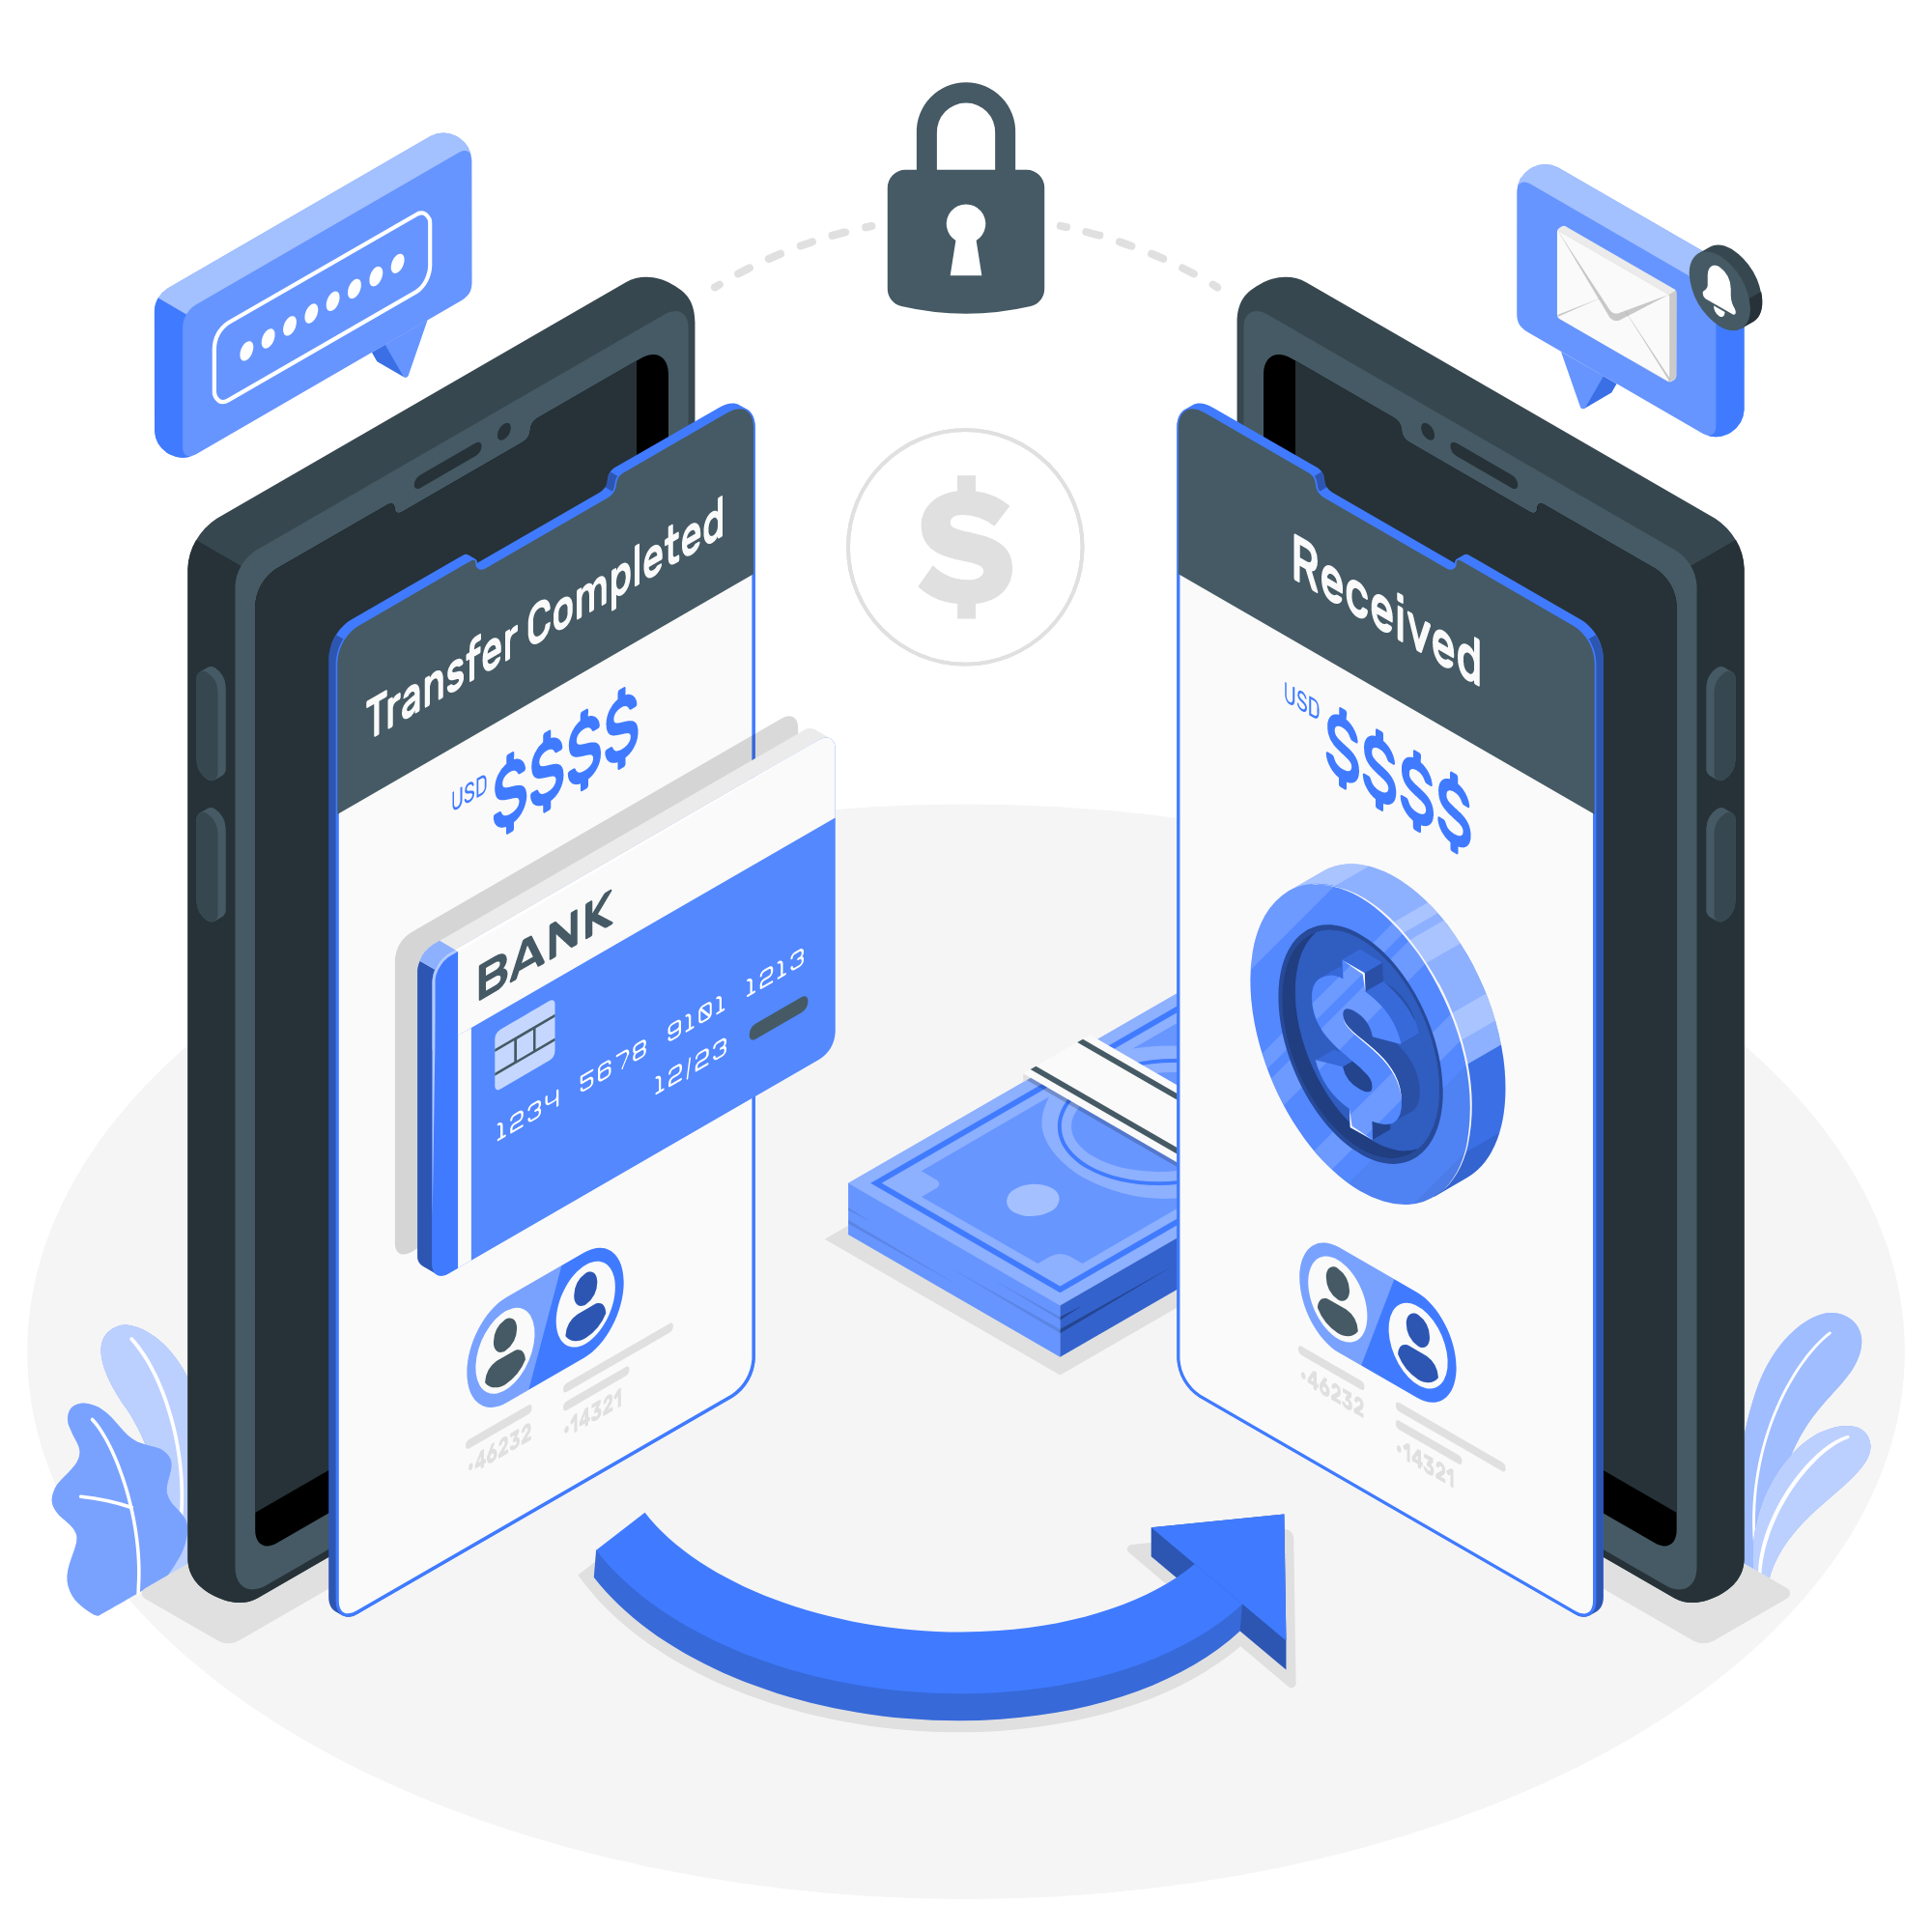 Transfer Completed
USD $$$$
BANK
1234 5678 9101 1213
12/23
•46232
•14321
$
Received
USD $$$$
$
•46232
•14321